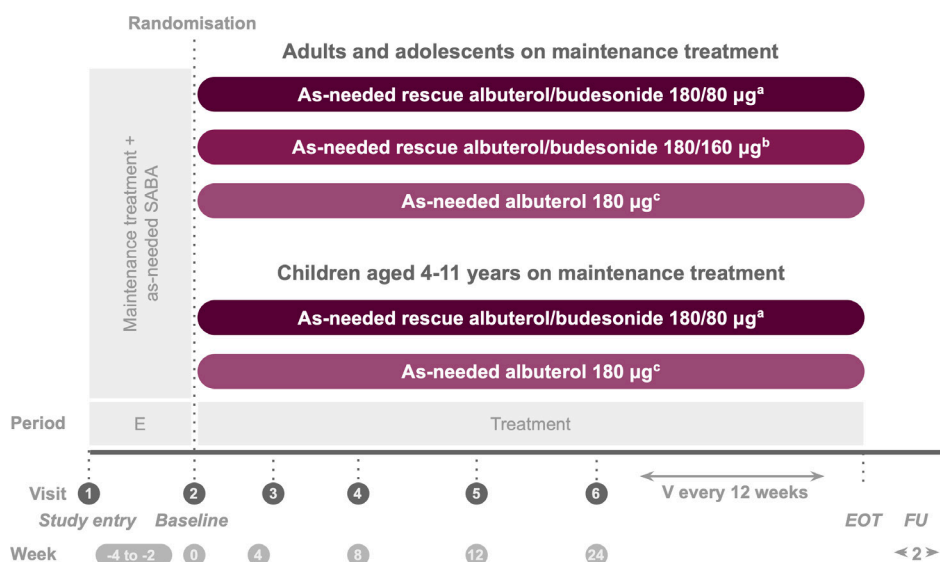 Randomisation
Adults and adolescents on maintenance treatment
As-needed rescue albuterol/budesonide 180/80 µgᵃ
As-needed rescue albuterol/budesonide 180/160 µgᵇ
As-needed albuterol 180 µgᶜ
Maintenance treatment +
as-needed SABA
Children aged 4-11 years on maintenance treatment
As-needed rescue albuterol/budesonide 180/80 µgᵃ
As-needed albuterol 180 µgᶜ
Period E Treatment
Visit 1 2 3 4 5 6 V every 12 weeks
Study entry Baseline EOT FU
Week -4 to -2 0 4 8 12 24 2